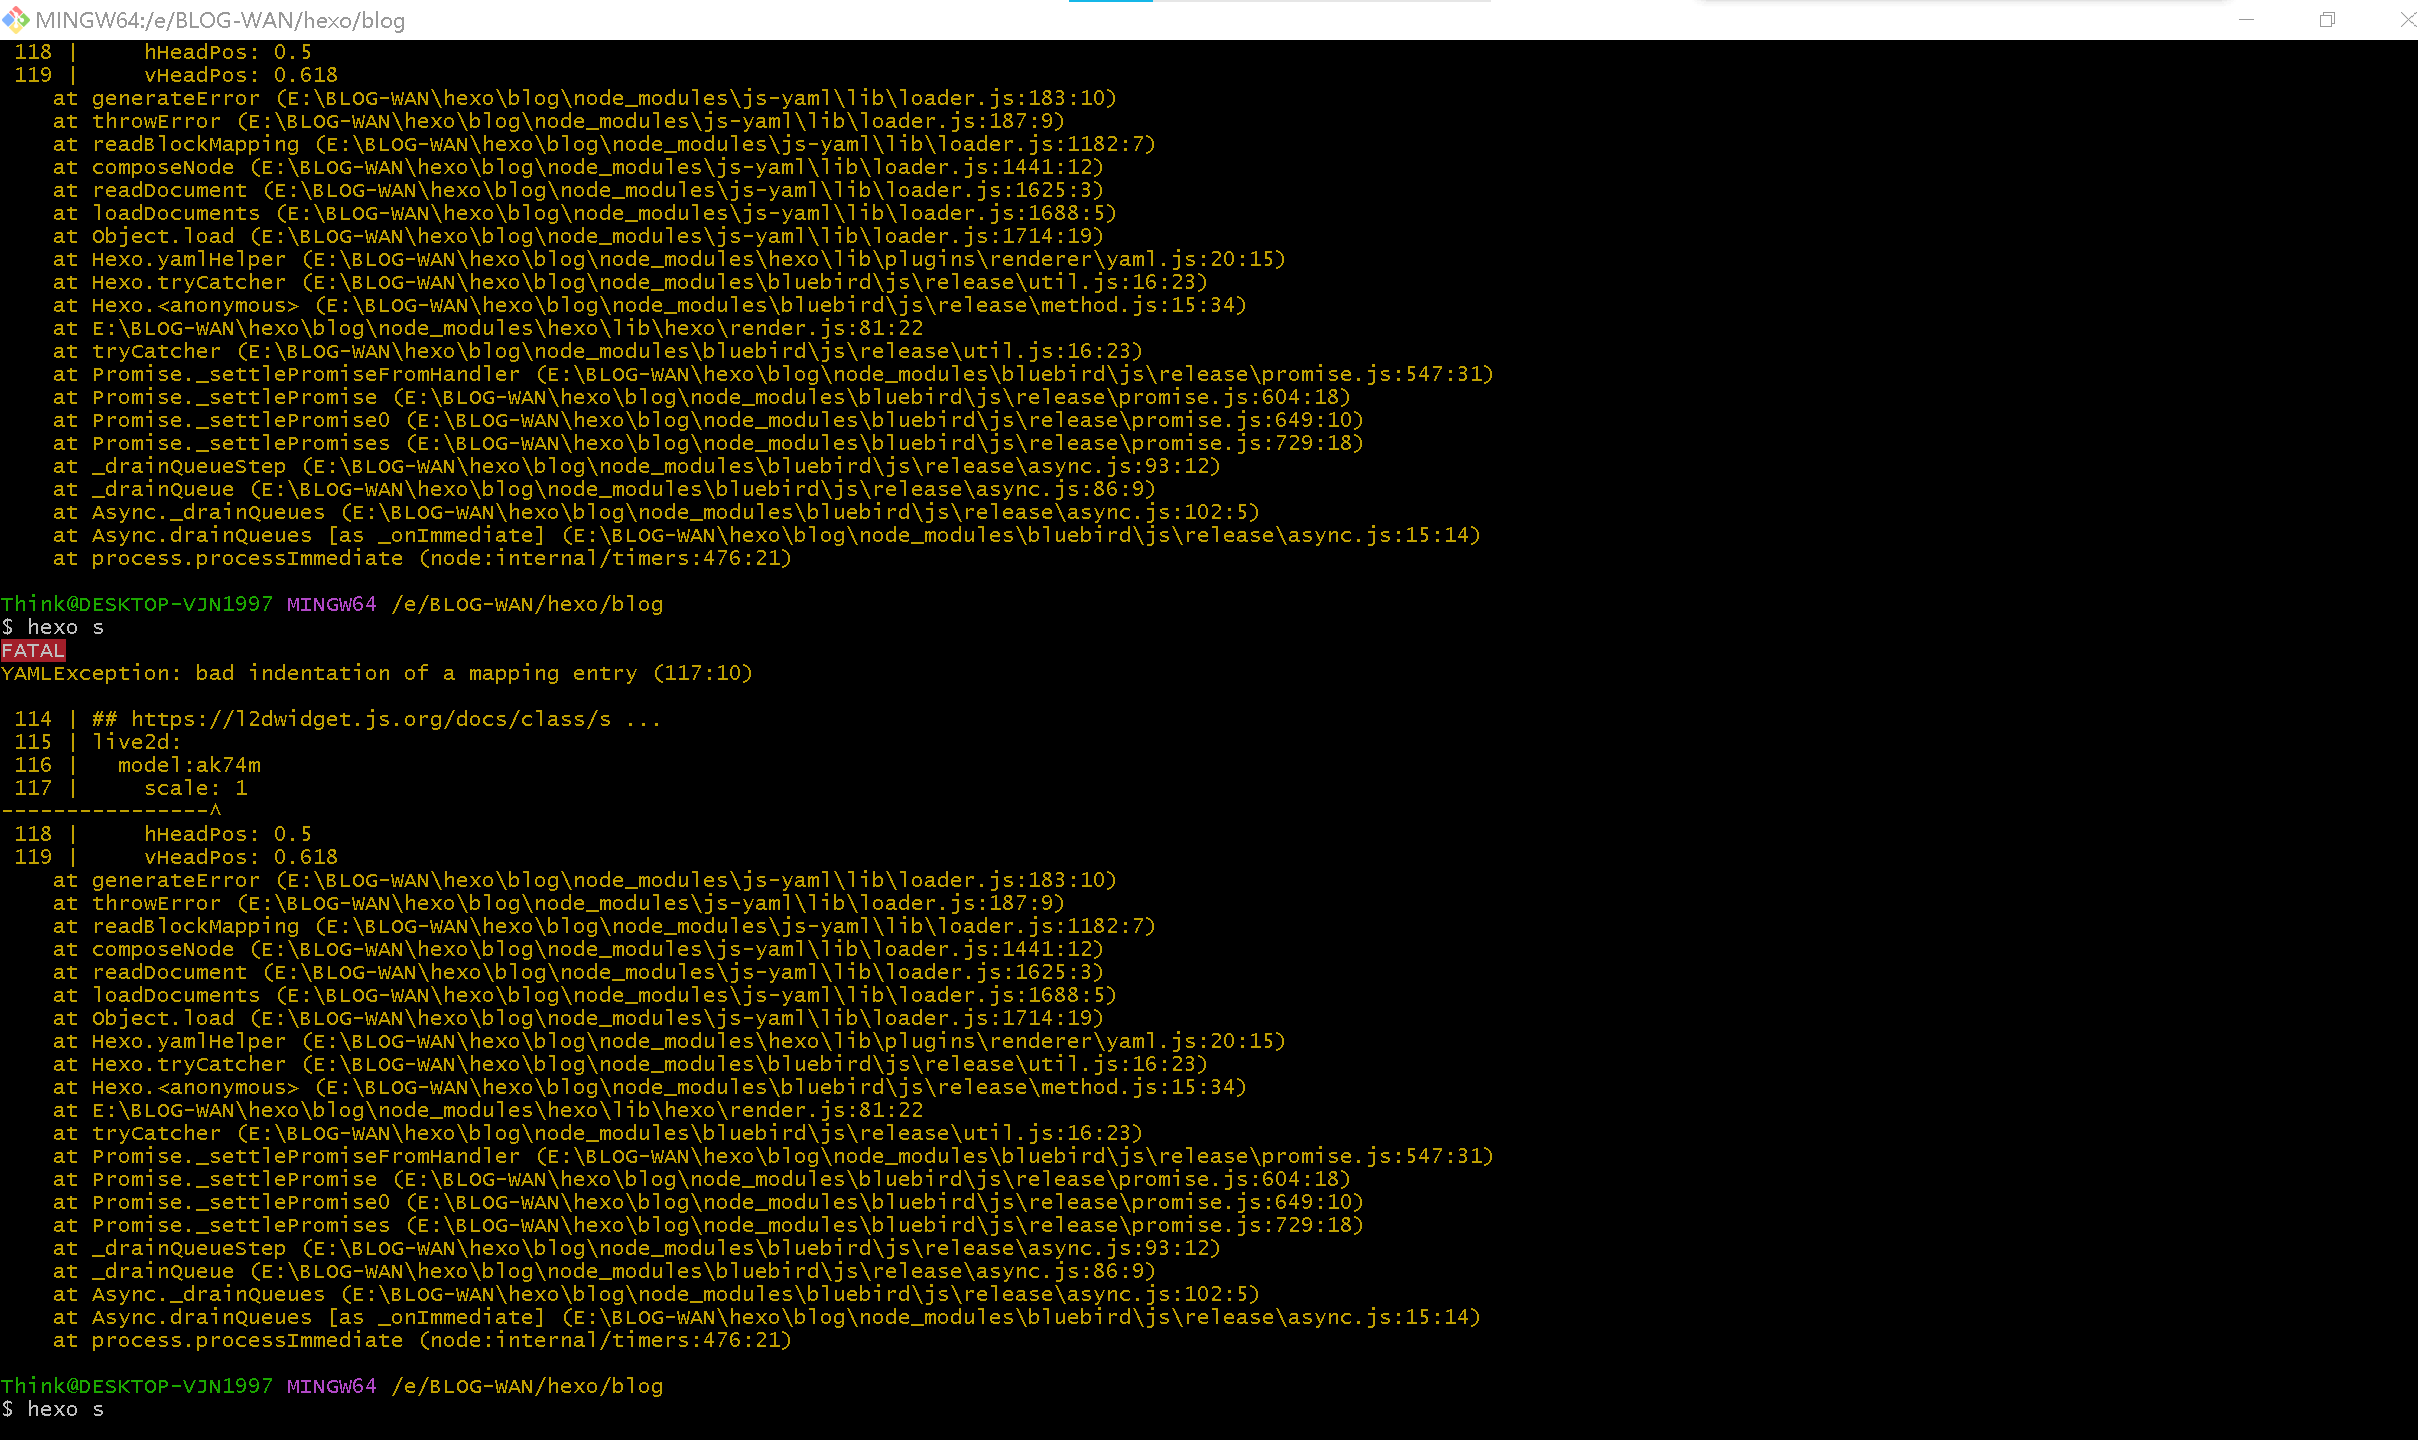 MINGW64:/e/BLOG-WAN/hexo/blog
118 |     hHeadPos: 0.5
119 |     vHeadPos: 0.618
    at generateError (E:\BLOG-WAN\hexo\blog\node_modules\js-yaml\lib\loader.js:183:10)
    at throwError (E:\BLOG-WAN\hexo\blog\node_modules\js-yaml\lib\loader.js:187:9)
    at readBlockMapping (E:\BLOG-WAN\hexo\blog\node_modules\js-yaml\lib\loader.js:1182:7)
    at composeNode (E:\BLOG-WAN\hexo\blog\node_modules\js-yaml\lib\loader.js:1441:12)
    at readDocument (E:\BLOG-WAN\hexo\blog\node_modules\js-yaml\lib\loader.js:1625:3)
    at loadDocuments (E:\BLOG-WAN\hexo\blog\node_modules\js-yaml\lib\loader.js:1688:5)
    at Object.load (E:\BLOG-WAN\hexo\blog\node_modules\js-yaml\lib\loader.js:1714:19)
    at Hexo.yamlHelper (E:\BLOG-WAN\hexo\blog\node_modules\hexo\lib\plugins\renderer\yaml.js:20:15)
    at Hexo.tryCatcher (E:\BLOG-WAN\hexo\blog\node_modules\bluebird\js\release\util.js:16:23)
    at Hexo.<anonymous> (E:\BLOG-WAN\hexo\blog\node_modules\bluebird\js\release\method.js:15:34)
    at E:\BLOG-WAN\hexo\blog\node_modules\hexo\lib\hexo\render.js:81:22
    at tryCatcher (E:\BLOG-WAN\hexo\blog\node_modules\bluebird\js\release\util.js:16:23)
    at Promise._settlePromiseFromHandler (E:\BLOG-WAN\hexo\blog\node_modules\bluebird\js\release\promise.js:547:31)
    at Promise._settlePromise (E:\BLOG-WAN\hexo\blog\node_modules\bluebird\js\release\promise.js:604:18)
    at Promise._settlePromise0 (E:\BLOG-WAN\hexo\blog\node_modules\bluebird\js\release\promise.js:649:10)
    at Promise._settlePromises (E:\BLOG-WAN\hexo\blog\node_modules\bluebird\js\release\promise.js:729:18)
    at _drainQueueStep (E:\BLOG-WAN\hexo\blog\node_modules\bluebird\js\release\async.js:93:12)
    at _drainQueue (E:\BLOG-WAN\hexo\blog\node_modules\bluebird\js\release\async.js:86:9)
    at Async._drainQueues (E:\BLOG-WAN\hexo\blog\node_modules\bluebird\js\release\async.js:102:5)
    at Async.drainQueues [as _onImmediate] (E:\BLOG-WAN\hexo\blog\node_modules\bluebird\js\release\async.js:15:14)
    at process.processImmediate (node:internal/timers:476:21)
Think@DESKTOP-VJN1997 MINGW64 /e/BLOG-WAN/hexo/blog
$ hexo s
FATAL
YAMLException: bad indentation of a mapping entry (117:10)
114 | ## https://l2dwidget.js.org/docs/class/s ...
115 | live2d:
116 |   model:ak74m
117 |     scale: 1
----------------^
118 |     hHeadPos: 0.5
119 |     vHeadPos: 0.618
    at generateError (E:\BLOG-WAN\hexo\blog\node_modules\js-yaml\lib\loader.js:183:10)
    at throwError (E:\BLOG-WAN\hexo\blog\node_modules\js-yaml\lib\loader.js:187:9)
    at readBlockMapping (E:\BLOG-WAN\hexo\blog\node_modules\js-yaml\lib\loader.js:1182:7)
    at composeNode (E:\BLOG-WAN\hexo\blog\node_modules\js-yaml\lib\loader.js:1441:12)
    at readDocument (E:\BLOG-WAN\hexo\blog\node_modules\js-yaml\lib\loader.js:1625:3)
    at loadDocuments (E:\BLOG-WAN\hexo\blog\node_modules\js-yaml\lib\loader.js:1688:5)
    at Object.load (E:\BLOG-WAN\hexo\blog\node_modules\js-yaml\lib\loader.js:1714:19)
    at Hexo.yamlHelper (E:\BLOG-WAN\hexo\blog\node_modules\hexo\lib\plugins\renderer\yaml.js:20:15)
    at Hexo.tryCatcher (E:\BLOG-WAN\hexo\blog\node_modules\bluebird\js\release\util.js:16:23)
    at Hexo.<anonymous> (E:\BLOG-WAN\hexo\blog\node_modules\bluebird\js\release\method.js:15:34)
    at E:\BLOG-WAN\hexo\blog\node_modules\hexo\lib\hexo\render.js:81:22
    at tryCatcher (E:\BLOG-WAN\hexo\blog\node_modules\bluebird\js\release\util.js:16:23)
    at Promise._settlePromiseFromHandler (E:\BLOG-WAN\hexo\blog\node_modules\bluebird\js\release\promise.js:547:31)
    at Promise._settlePromise (E:\BLOG-WAN\hexo\blog\node_modules\bluebird\js\release\promise.js:604:18)
    at Promise._settlePromise0 (E:\BLOG-WAN\hexo\blog\node_modules\bluebird\js\release\promise.js:649:10)
    at Promise._settlePromises (E:\BLOG-WAN\hexo\blog\node_modules\bluebird\js\release\promise.js:729:18)
    at _drainQueueStep (E:\BLOG-WAN\hexo\blog\node_modules\bluebird\js\release\async.js:93:12)
    at _drainQueue (E:\BLOG-WAN\hexo\blog\node_modules\bluebird\js\release\async.js:86:9)
    at Async._drainQueues (E:\BLOG-WAN\hexo\blog\node_modules\bluebird\js\release\async.js:102:5)
    at Async.drainQueues [as _onImmediate] (E:\BLOG-WAN\hexo\blog\node_modules\bluebird\js\release\async.js:15:14)
    at process.processImmediate (node:internal/timers:476:21)
Think@DESKTOP-VJN1997 MINGW64 /e/BLOG-WAN/hexo/blog
$ hexo s